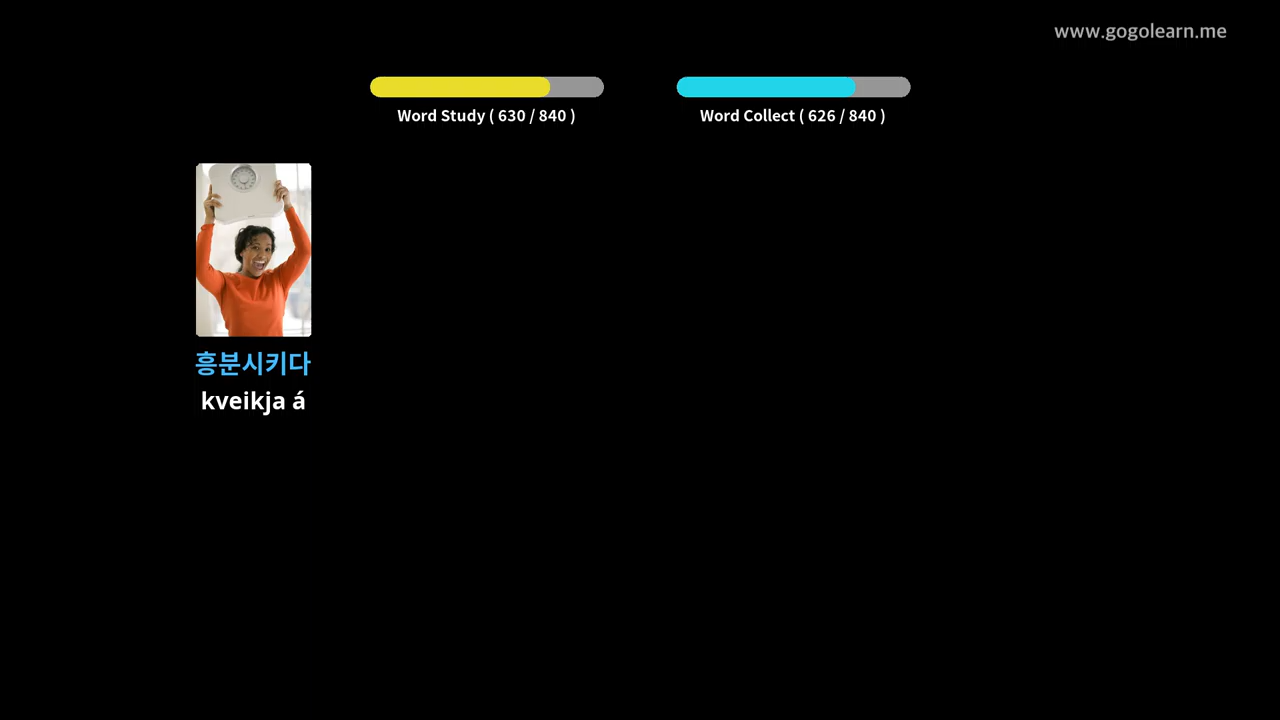 www.gogolearn.me
Word Study ( 630 / 840 )
Word Collect ( 626 / 840 )
흥분시키다
kveikja á